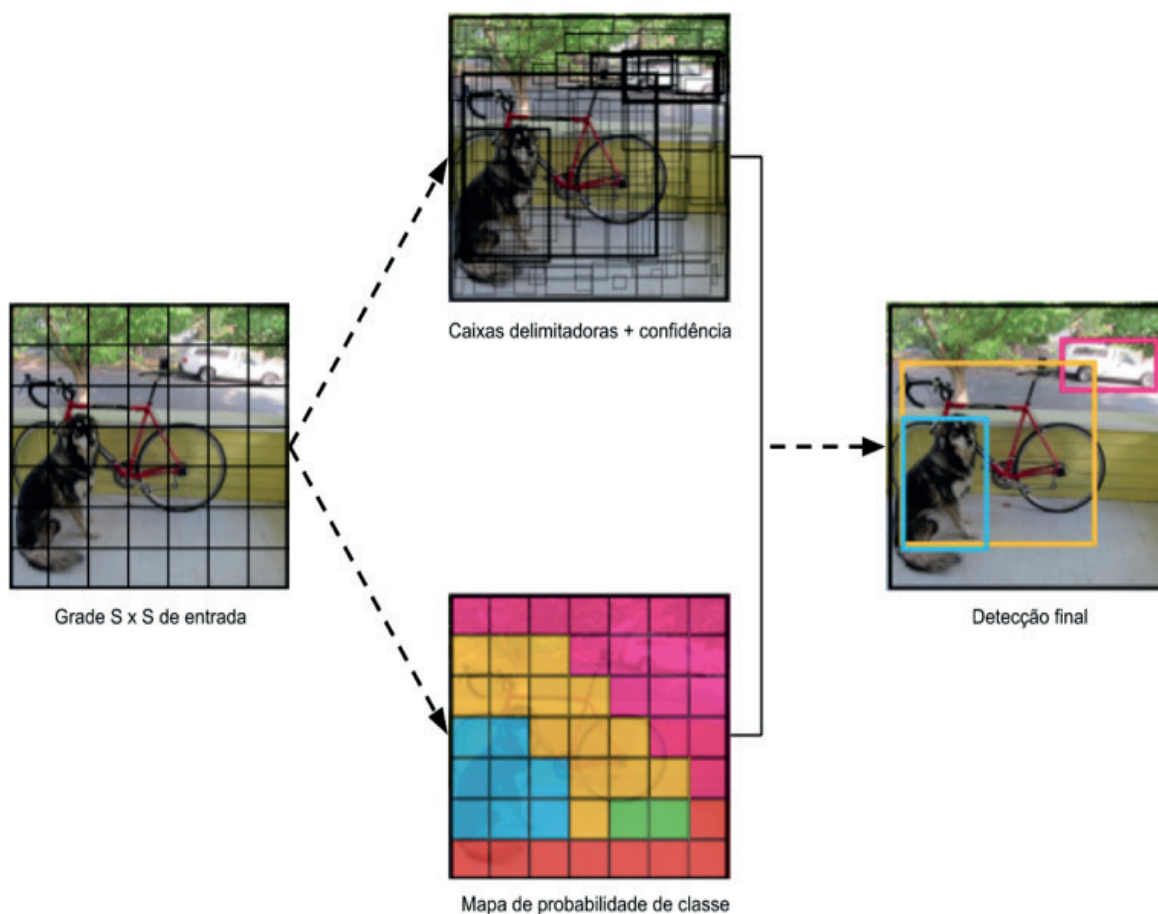 Caixas delimitadoras + confidência
Grade S x S de entrada
Detecção final
Mapa de probabilidade de classe